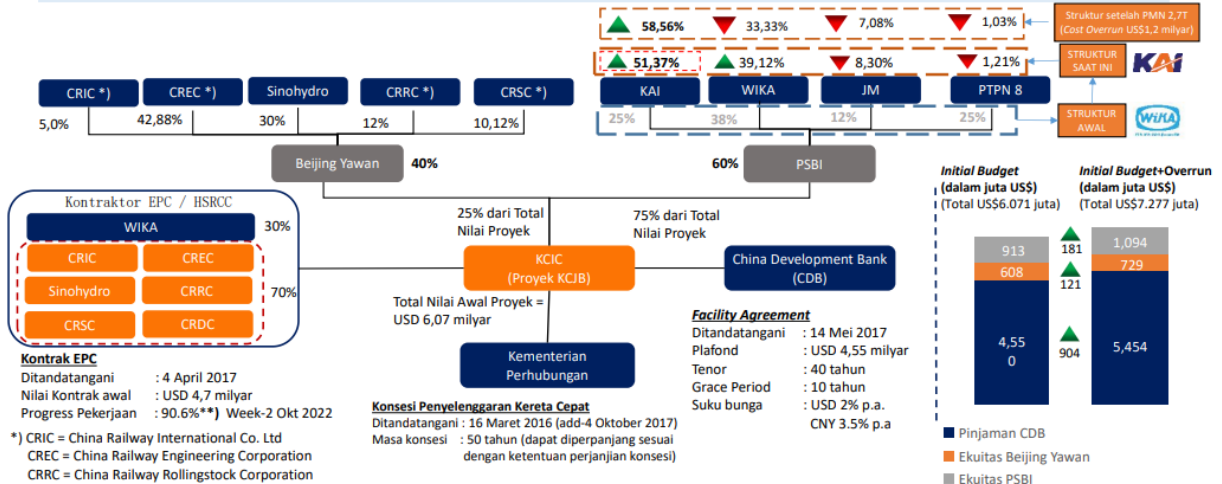 58,56% 33,33% 7,08% 1,03%
Struktur setelah PMN 2,7T
(Cost Overrun US$1,2 milyar)
51,37% 39,12% 8,30% 1,21%
STRUKTUR
SAAT INI
KAI
CRIC *) CREC *) Sinohydro CRRC *) CRSC *)
KAI WIKA JM PTPN 8
5,0% 42,88% 30% 12% 10,12%
25% 38% 12% 25%
STRUKTUR
AWAL
WIKA
Beijing Yawan 40%
60% PSBI
Kontraktor EPC / HSRCC
WIKA 30%
CRIC CREC
Sinohydro CRRC
70%
CRSC CRDC
25% dari Total
Nilai Proyek
75% dari Total
Nilai Proyek
KCIC
(Proyek KCJB)
China Development Bank
(CDB)
Total Nilai Awal Proyek =
USD 6,07 milyar
Kementerian
Perhubungan
Kontrak EPC
Ditandatangani : 4 April 2017
Nilai Kontrak awal : USD 4,7 milyar
Progress Pekerjaan : 90.6%**) Week-2 Okt 2022
*) CRIC = China Railway International Co. Ltd
CREC = China Railway Engineering Corporation
CRRC = China Railway Rollingstock Corporation
Konsesi Penyelenggaran Kereta Cepat
Ditandatangani : 16 Maret 2016 (add-4 Oktober 2017)
Masa konsesi : 50 tahun (dapat diperpanjang sesuai
dengan ketentuan perjanjian konsesi)
Facility Agreement
Ditandatangani : 14 Mei 2017
Plafond : USD 4,55 milyar
Tenor : 40 tahun
Grace Period : 10 tahun
Suku bunga : USD 2% p.a.
CNY 3.5% p.a
Initial Budget
(dalam juta US$)
(Total US$6.071 juta)
Initial Budget+Overrun
(dalam juta US$)
(Total US$7.277 juta)
913 181 1,094
608 121 729
4,55
0
904 5,454
Pinjaman CDB
Ekuitas Beijing Yawan
Ekuitas PSBI